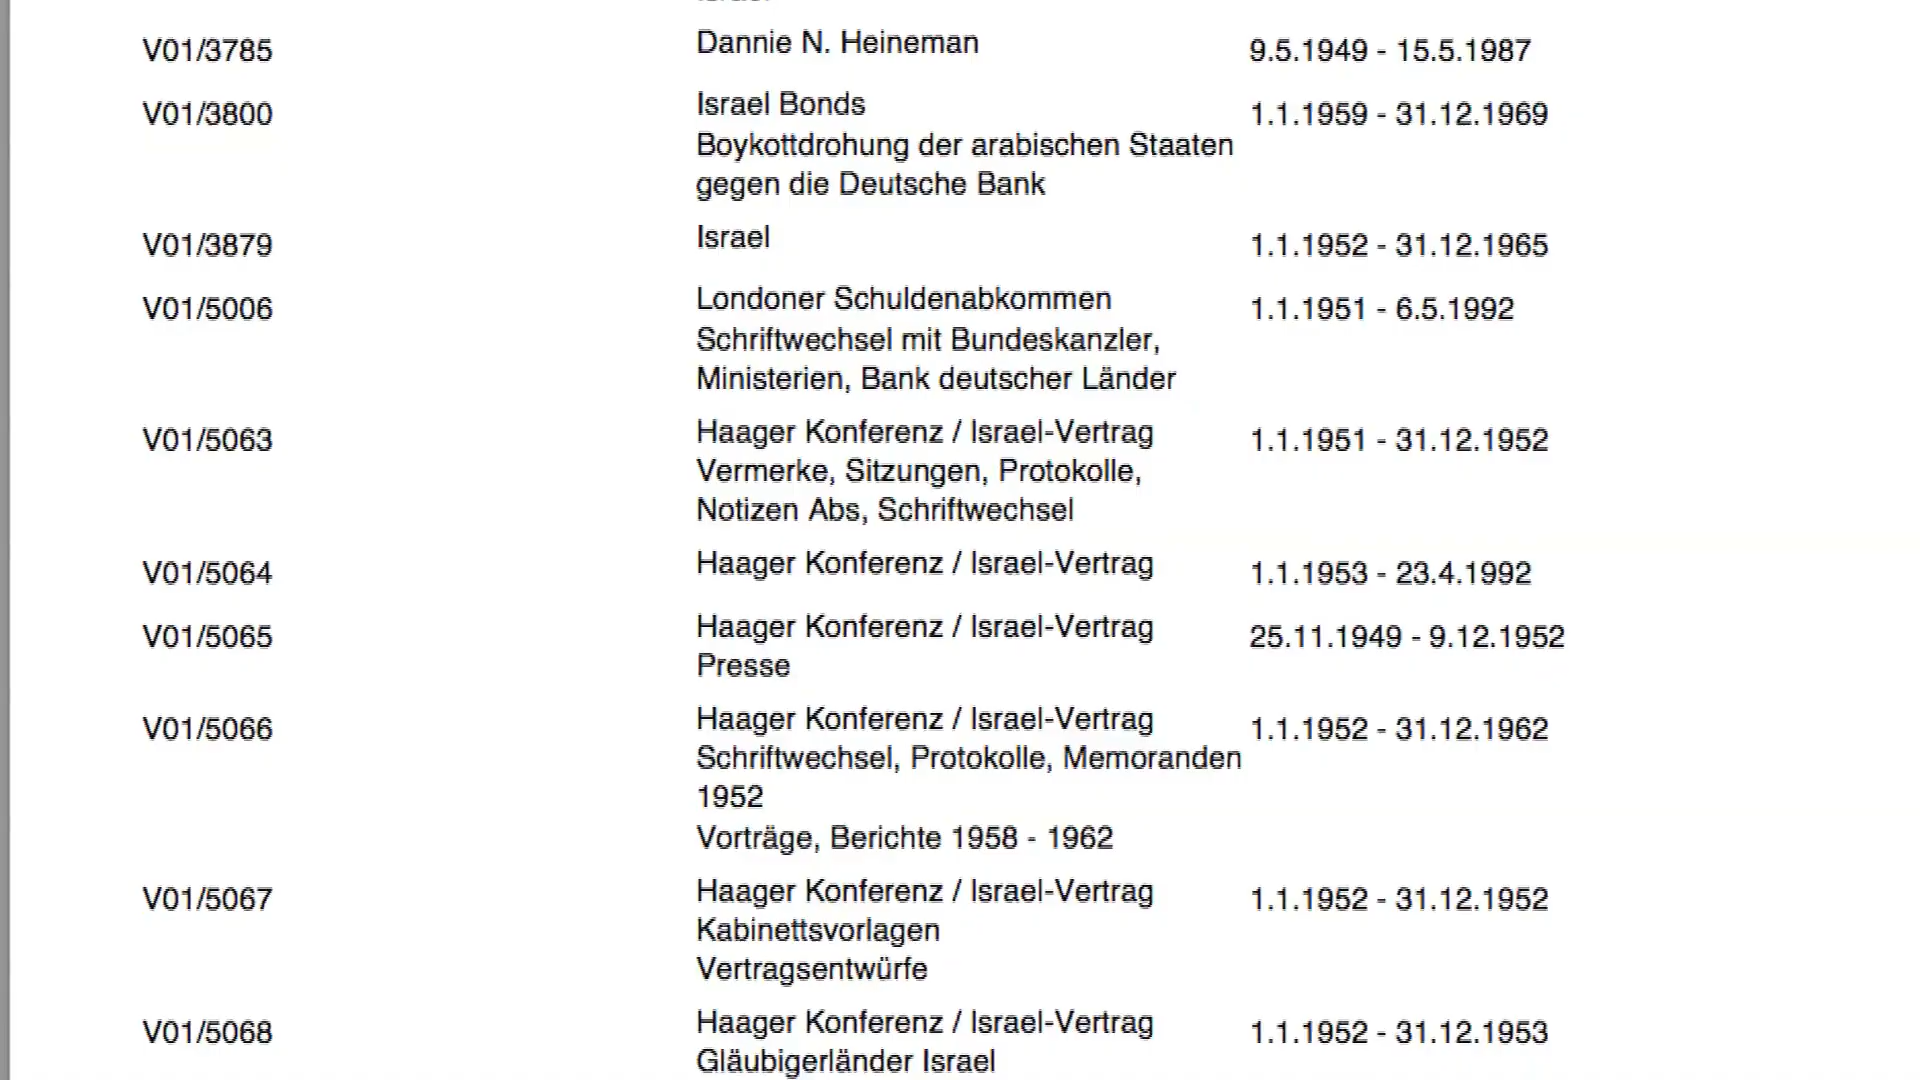 V01/3785 Dannie N. Heineman 9.5.1949 - 15.5.1987
V01/3800 Israel Bonds 1.1.1959 - 31.12.1969
Boykottdrohung der arabischen Staaten
gegen die Deutsche Bank
V01/3879 Israel 1.1.1952 - 31.12.1965
V01/5006 Londoner Schuldenabkommen 1.1.1951 - 6.5.1992
Schriftwechsel mit Bundeskanzler,
Ministerien, Bank deutscher Länder
V01/5063 Haager Konferenz / Israel-Vertrag 1.1.1951 - 31.12.1952
Vermerke, Sitzungen, Protokolle,
Notizen Abs, Schriftwechsel
V01/5064 Haager Konferenz / Israel-Vertrag 1.1.1953 - 23.4.1992
V01/5065 Haager Konferenz / Israel-Vertrag 25.11.1949 - 9.12.1952
Presse
V01/5066 Haager Konferenz / Israel-Vertrag 1.1.1952 - 31.12.1962
Schriftwechsel, Protokolle, Memoranden
1952
Vorträge, Berichte 1958 - 1962
V01/5067 Haager Konferenz / Israel-Vertrag 1.1.1952 - 31.12.1952
Kabinettsvorlagen
Vertragsentwürfe
V01/5068 Haager Konferenz / Israel-Vertrag 1.1.1952 - 31.12.1953
Gläubigerländer Israel